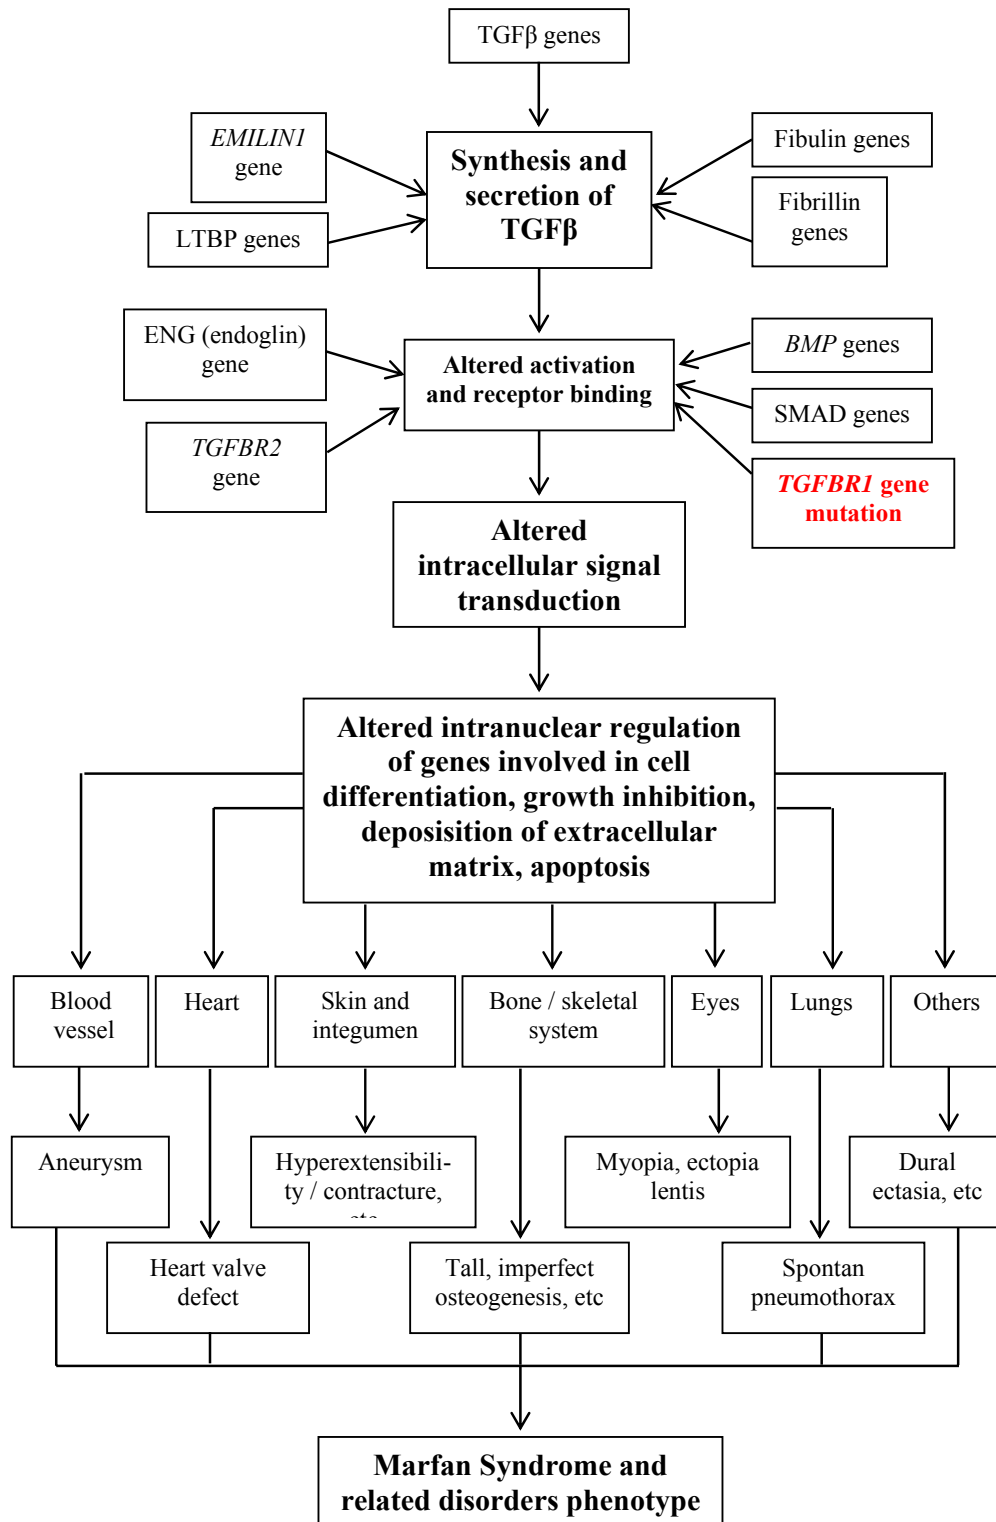 TGFβ genes
EMILIN1
gene
Synthesis and
secretion of
TGFβ
Fibulin genes
Fibrillin
genes
LTBP genes
ENG (endoglin)
gene
Altered activation
and receptor binding
BMP genes
SMAD genes
TGFBR2
gene
TGFBR1 gene
mutation
Altered
intracellular signal
transduction
Altered intranuclear regulation
of genes involved in cell
differentiation, growth inhibition,
deposisition of extracellular
matrix, apoptosis
Blood
vessel
Heart
Skin and
integumen
Bone / skeletal
system
Eyes
Lungs
Others
Aneurysm
Hyperextensibili-
ty / contracture,
etc
Myopia, ectopia
lentis
Dural
ectasia, etc
Heart valve
defect
Tall, imperfect
osteogenesis, etc
Spontan
pneumothorax
Marfan Syndrome and
related disorders phenotype